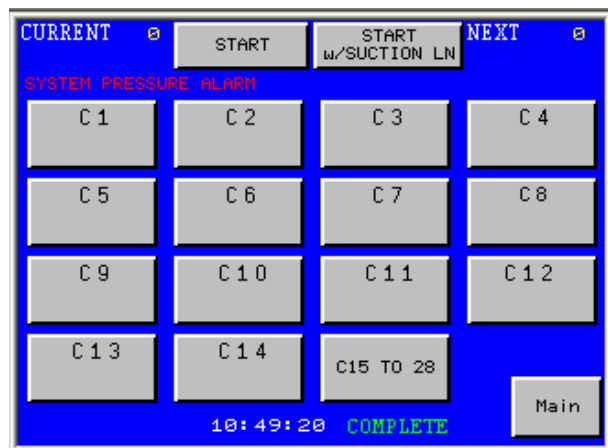 CURRENT 0 START START NEXT 0
w/SUCTION LN
SYSTEM PRESSURE ALARM
C1 C2 C3 C4
C5 C6 C7 C8
C9 C10 C11 C12
C13 C14 C15 TO 28
Main
10:49:20 COMPLETE